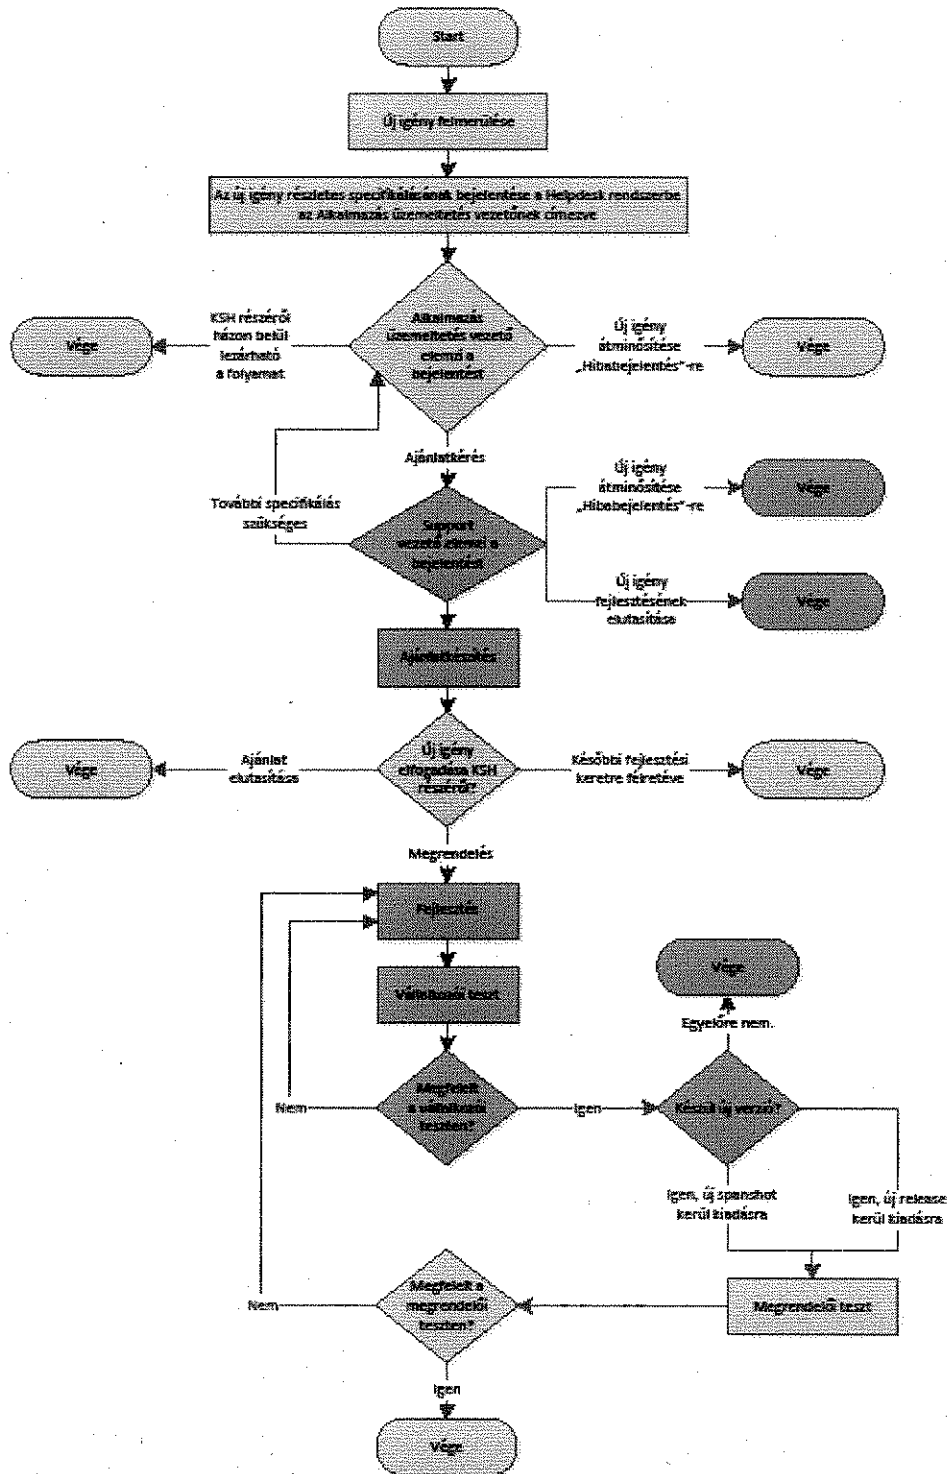 Start
Új igény felmerülése
Az új igény részletes specifikálásának bejelentése a Helpdesk rendszerbe
az Alkalmazás üzemeltetés vezetőnek címezve
Alkalmazás
üzemeltetés vezető
elemzi a
bejelentést
KSH részéről
házon belül
lezárható
a folyamat
Vége
Új igény
átminősítése
„Hibabejelentés"-re
Vége
Ajánlatkérés
További specifikálás
szükséges
Support
vezető elemzi a
bejelentést
Új igény
átminősítése
„Hibabejelentés"-re
Vége
Új igény
fejlesztésének
elutasítása
Vége
Ajánlatkészítés
Új igény
elfogadása KSH
részéről?
Ajánlat
elutasítása
Vége
Későbbi fejlesztési
keretre félretéve
Vége
Megrendelés
Fejlesztés
Vállalkozói teszt
Megfelelt
a vállalkozói
teszten?
Nem
Igen
Készül új verzió?
Egyelőre nem.
Vége
Igen, új spanshot
kerül kiadásra
Igen, új release
kerül kiadásra
Megrendelői teszt
Megfelelt a
megrendelői
teszten?
Nem
Igen
Vége